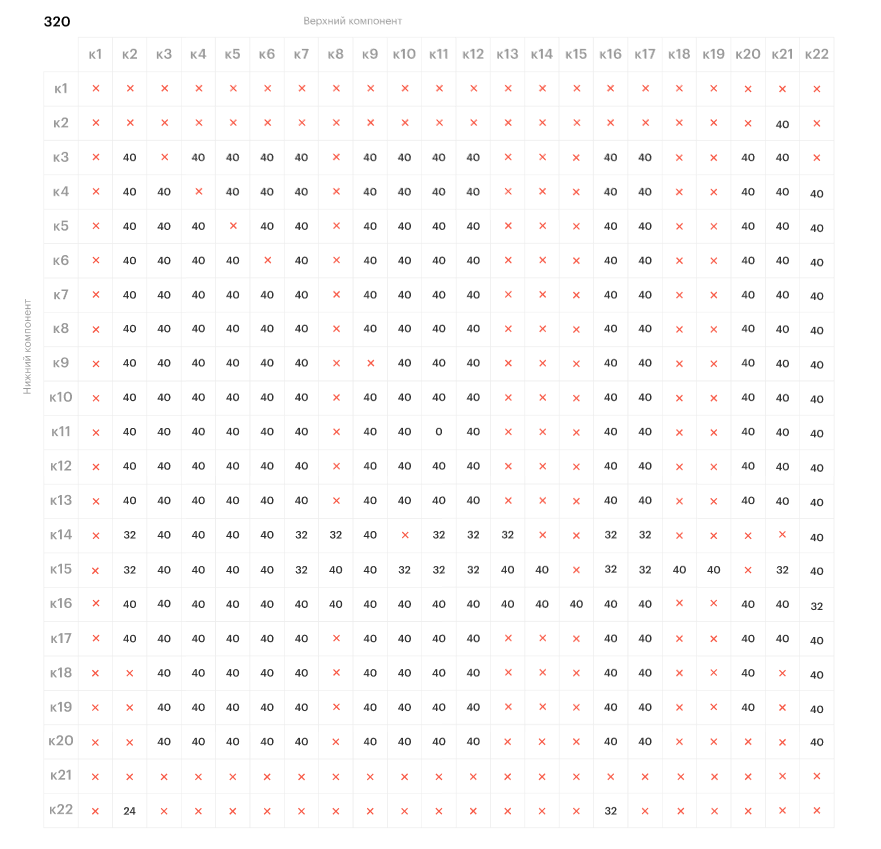 320 Верхний компонент
к1 к2 к3 к4 к5 к6 к7 к8 к9 к10 к11 к12 к13 к14 к15 к16 к17 к18 к19 к20 к21 к22
к1 × × × × × × × × × × × × × × × × × × × × × ×
к2 × × × × × × × × × × × × × × × × × × × × 40 ×
к3 × 40 × 40 40 40 40 × 40 40 40 40 × × × 40 40 × × 40 40 ×
к4 × 40 40 × 40 40 40 × 40 40 40 40 × × × 40 40 × × 40 40 40
к5 × 40 40 40 × 40 40 × 40 40 40 40 × × × 40 40 × × 40 40 40
к6 × 40 40 40 40 × 40 × 40 40 40 40 × × × 40 40 × × 40 40 40
к7 × 40 40 40 40 40 40 × 40 40 40 40 × × × 40 40 × × 40 40 40
к8 × 40 40 40 40 40 40 × 40 40 40 40 × × × 40 40 × × 40 40 40
к9 × 40 40 40 40 40 40 × × 40 40 40 × × × 40 40 × × 40 40 40
к10 × 40 40 40 40 40 40 × 40 40 40 40 × × × 40 40 × × 40 40 40
к11 × 40 40 40 40 40 40 × 40 40 0 40 × × × 40 40 × × 40 40 40
к12 × 40 40 40 40 40 40 × 40 40 40 40 × × × 40 40 × × 40 40 40
к13 × 40 40 40 40 40 40 × 40 40 40 40 × × × 40 40 × × 40 40 40
к14 × 32 40 40 40 40 32 32 40 × 32 32 32 × × 32 32 × × × × 40
к15 × 32 40 40 40 40 32 40 40 32 32 32 40 40 × 32 32 40 40 × 32 40
к16 × 40 40 40 40 40 40 40 40 40 40 40 40 40 40 40 40 × × 40 40 32
к17 × 40 40 40 40 40 40 × 40 40 40 40 × × × 40 40 × × 40 40 40
к18 × × 40 40 40 40 40 × 40 40 40 40 × × × 40 40 × × 40 × 40
к19 × × 40 40 40 40 40 × 40 40 40 40 × × × 40 40 × × 40 × 40
к20 × × 40 40 40 40 40 × 40 40 40 40 × × × 40 40 × × × × 40
к21 × × × × × × × × × × × × × × × × × × × × × ×
к22 × 24 × × × × × × × × × × × × × 32 × × × × × ×
Нижний компонент